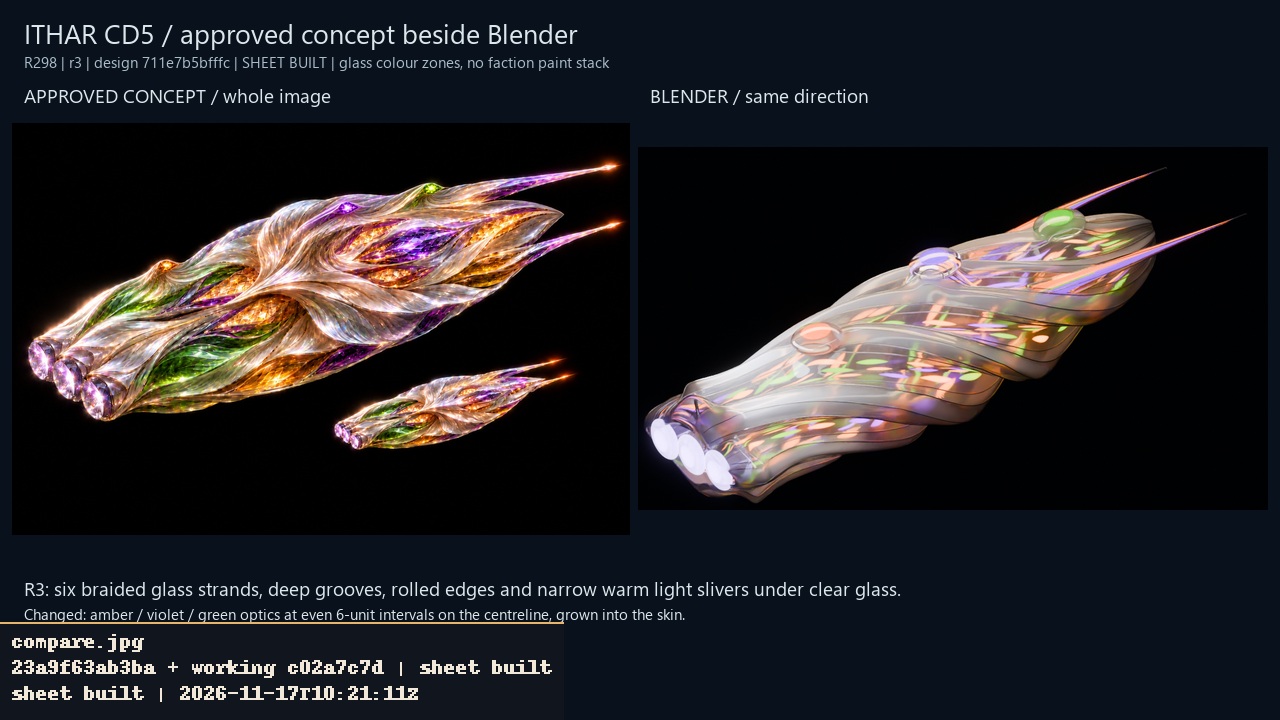 ITHAR CD5 / approved concept beside Blender
R298 | r3 | design 711e7b5bfffc | SHEET BUILT | glass colour zones, no faction paint stack
APPROVED CONCEPT / whole image
BLENDER / same direction
R3: six braided glass strands, deep grooves, rolled edges and narrow warm light slivers under clear glass.
Changed: amber / violet / green optics at even 6-unit intervals on the centreline, grown into the skin.
compare.jpg
23a9f63ab3ba + working c02a7c7d | sheet built
sheet built | 2026-11-17T10:21:11Z